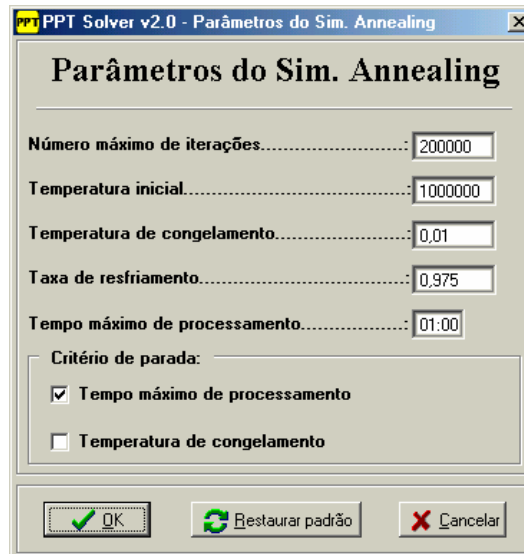 PPT PPT Solver v2.0 - Parâmetros do Sim. Annealing
Parâmetros do Sim. Annealing
Número máximo de iterações........................: 200000
Temperatura inicial......................................: 1000000
Temperatura de congelamento.......................: 0,01
Taxa de resfriamento....................................: 0,975
Tempo máximo de processamento...................: 01:00
Critério de parada:
Tempo máximo de processamento
Temperatura de congelamento
OK Restaurar padrão Cancelar